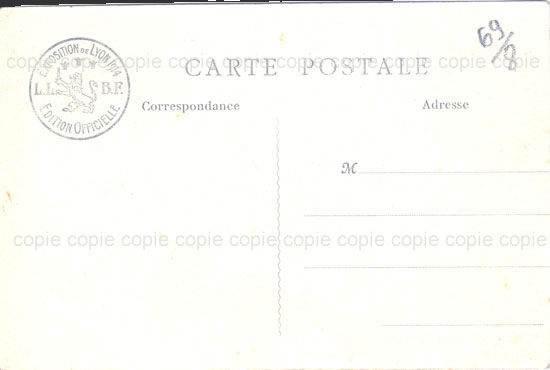 EXPOSITION DE LYON 1914
L.L. B.F.
EDITION OFFICIELLE
69/8
copie copie copie copie copie copie copie copie copie copie
CARTE POSTALE
Correspondance
Adresse
M
copie copie copie copie copie copie copie copie copie copie